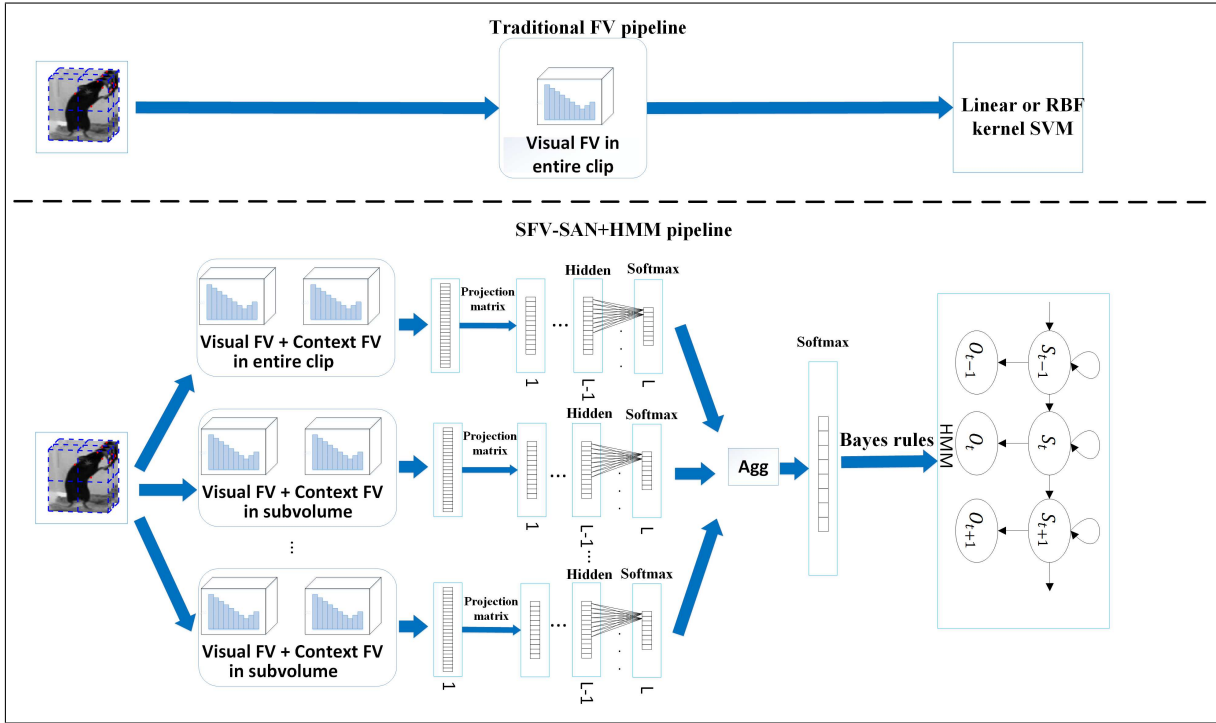 Traditional FV pipeline
Visual FV in
entire clip
Linear or RBF
kernel SVM
SFV-SAN+HMM pipeline
Visual FV + Context FV
in entire clip
Projection
matrix
...
Hidden
Softmax
1
L-1
L
Visual FV + Context FV
in subvolume
Projection
matrix
...
Hidden
Softmax
1
L-1
L
...
...
Visual FV + Context FV
in subvolume
Projection
matrix
...
Hidden
Softmax
1
L-1
L
Agg
Softmax
Bayes rules
HMM
O_{t-1}
S_{t-1}
O_t
S_t
O_{t+1}
S_{t+1}